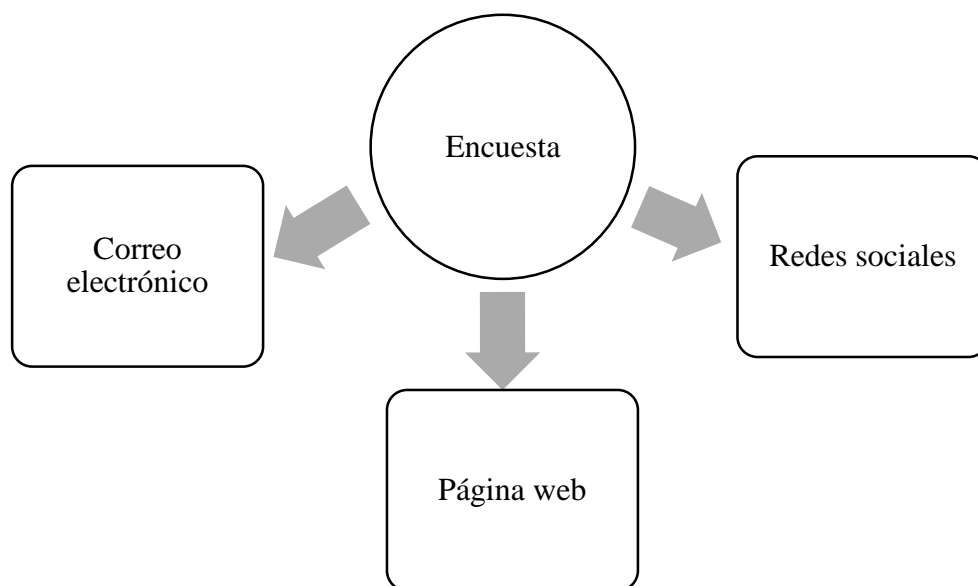 Encuesta
Correo
electrónico
Redes sociales
Página web